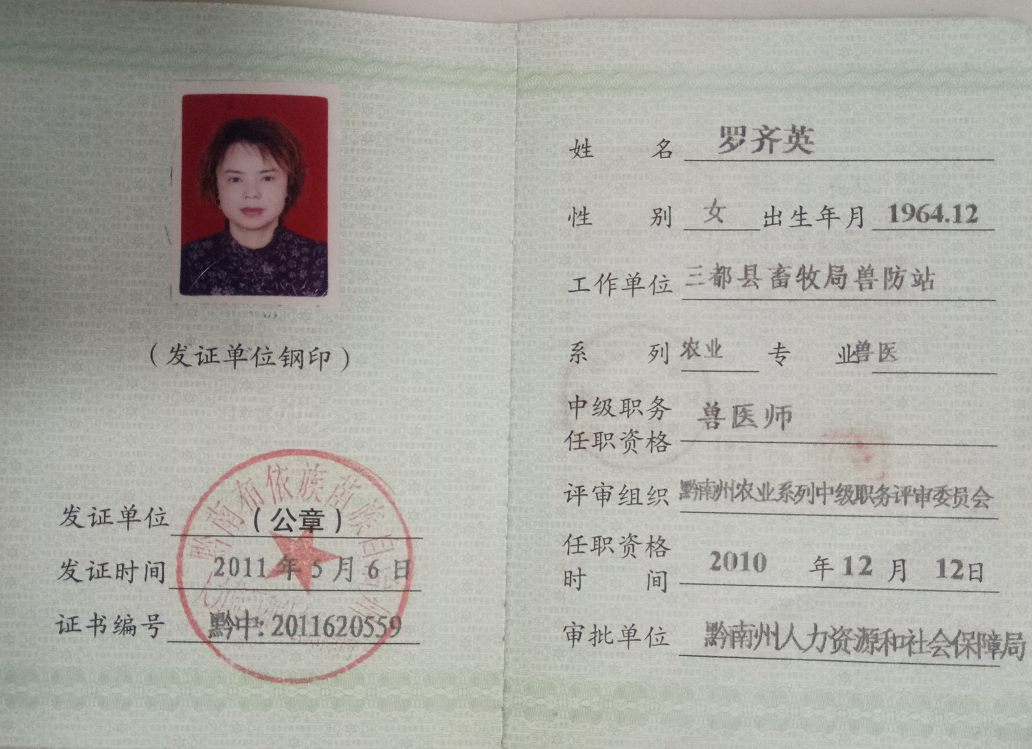 (发证单位钢印)
黔南布依族苗族自治州
发证单位 (公章)
发证时间 2011年5月6日
证书编号 黔中:2011620559
姓 名 罗齐英
性 别 女 出生年月 1964.12
工作单位 三都县畜牧局兽防站
系 列 农业 专 业 兽医
中级职务
任职资格 兽医师
评审组织 黔南州农业系列中级职务评审委员会
任职资格
时 间 2010 年 12 月 12日
审批单位 黔南州人力资源和社会保障局